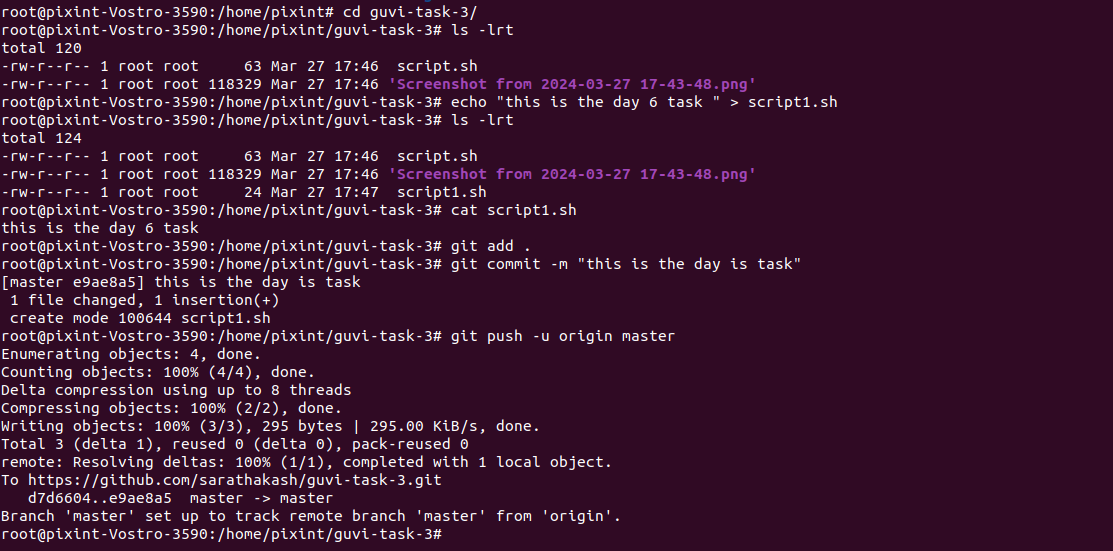 root@pixint-Vostro-3590:/home/pixint# cd guvi-task-3/
root@pixint-Vostro-3590:/home/pixint/guvi-task-3# ls -lrt
total 120
-rw-r--r-- 1 root root     63 Mar 27 17:46  script.sh
-rw-r--r-- 1 root root 118329 Mar 27 17:46 'Screenshot from 2024-03-27 17-43-48.png'
root@pixint-Vostro-3590:/home/pixint/guvi-task-3# echo "this is the day 6 task " > script1.sh
root@pixint-Vostro-3590:/home/pixint/guvi-task-3# ls -lrt
total 124
-rw-r--r-- 1 root root     63 Mar 27 17:46  script.sh
-rw-r--r-- 1 root root 118329 Mar 27 17:46 'Screenshot from 2024-03-27 17-43-48.png'
-rw-r--r-- 1 root root     24 Mar 27 17:47  script1.sh
root@pixint-Vostro-3590:/home/pixint/guvi-task-3# cat script1.sh
this is the day 6 task
root@pixint-Vostro-3590:/home/pixint/guvi-task-3# git add .
root@pixint-Vostro-3590:/home/pixint/guvi-task-3# git commit -m "this is the day is task"
[master e9ae8a5] this is the day is task
 1 file changed, 1 insertion(+)
 create mode 100644 script1.sh
root@pixint-Vostro-3590:/home/pixint/guvi-task-3# git push -u origin master
Enumerating objects: 4, done.
Counting objects: 100% (4/4), done.
Delta compression using up to 8 threads
Compressing objects: 100% (2/2), done.
Writing objects: 100% (3/3), 295 bytes | 295.00 KiB/s, done.
Total 3 (delta 1), reused 0 (delta 0), pack-reused 0
remote: Resolving deltas: 100% (1/1), completed with 1 local object.
To https://github.com/sarathakash/guvi-task-3.git
   d7d6604..e9ae8a5  master -> master
Branch 'master' set up to track remote branch 'master' from 'origin'.
root@pixint-Vostro-3590:/home/pixint/guvi-task-3#